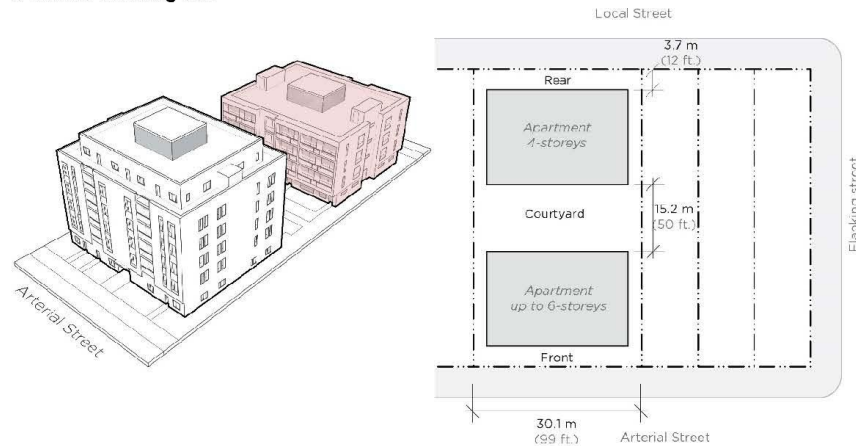 Arterial Street
Local Street
3.7 m
(12 ft.)
Rear
Apartment
4-storeys
Courtyard
15.2 m
(50 ft.)
Apartment
up to 6-storeys
Front
30.1 m
(99 ft.)
Arterial Street
Flanking street